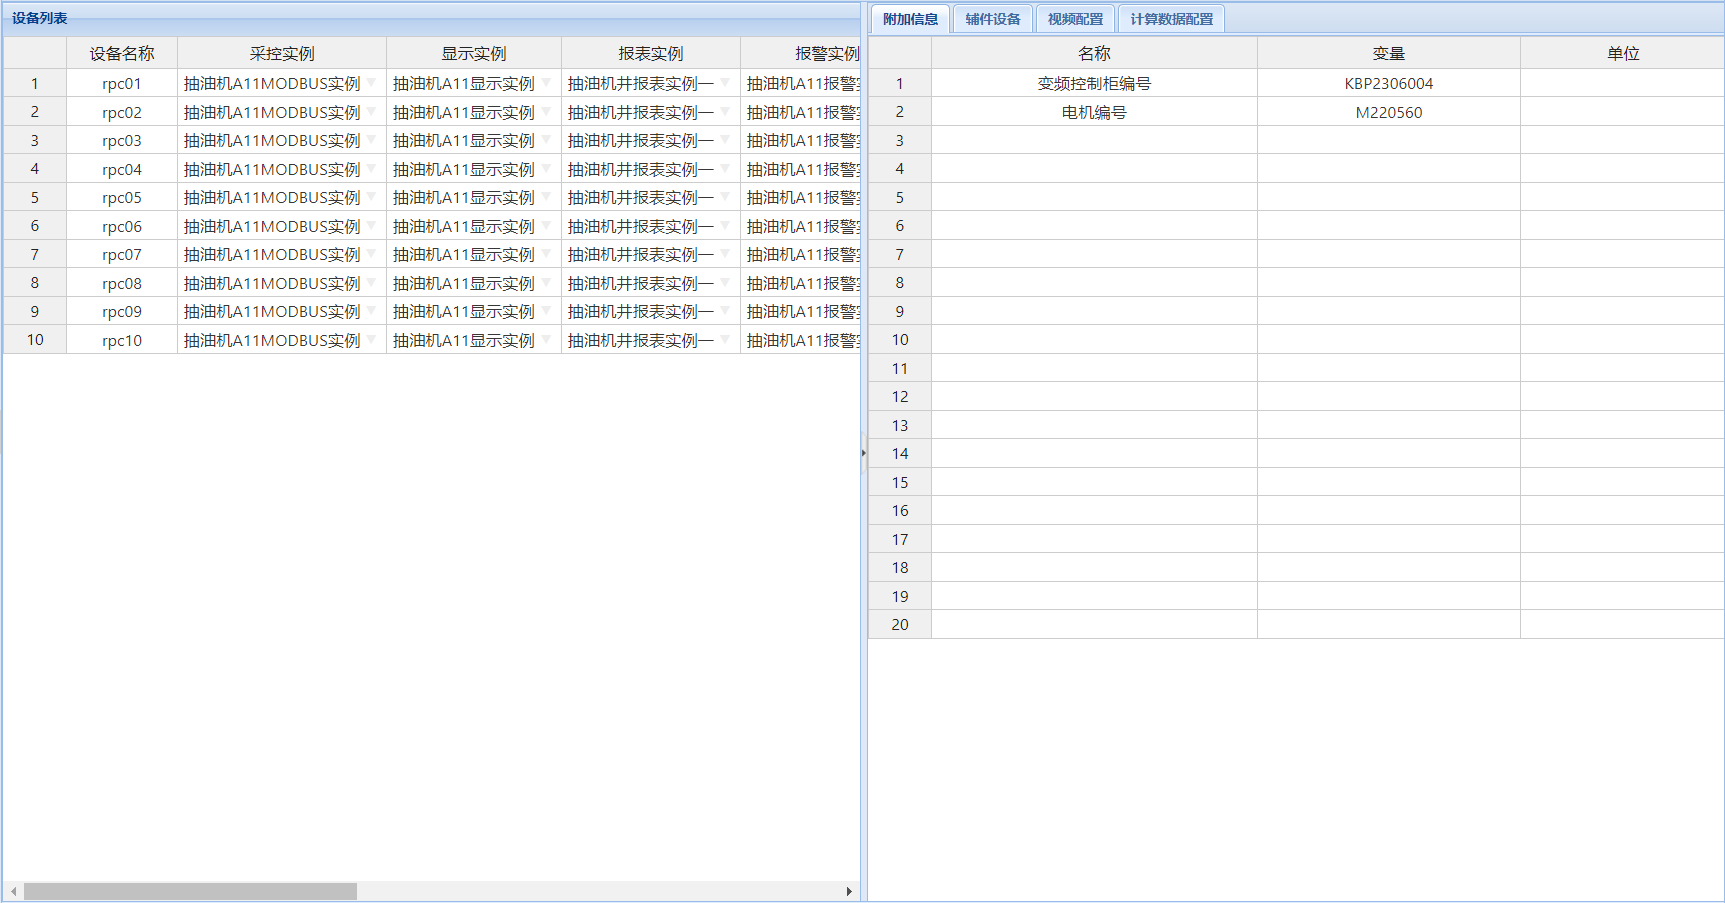 设备列表
设备名称 采控实例 显示实例 报表实例 报警实例
1 rpc01 抽油机A11MODBUS实例 抽油机A11显示实例 抽油机井报表实例一 抽油机A11报警
2 rpc02 抽油机A11MODBUS实例 抽油机A11显示实例 抽油机井报表实例一 抽油机A11报警
3 rpc03 抽油机A11MODBUS实例 抽油机A11显示实例 抽油机井报表实例一 抽油机A11报警
4 rpc04 抽油机A11MODBUS实例 抽油机A11显示实例 抽油机井报表实例一 抽油机A11报警
5 rpc05 抽油机A11MODBUS实例 抽油机A11显示实例 抽油机井报表实例一 抽油机A11报警
6 rpc06 抽油机A11MODBUS实例 抽油机A11显示实例 抽油机井报表实例一 抽油机A11报警
7 rpc07 抽油机A11MODBUS实例 抽油机A11显示实例 抽油机井报表实例一 抽油机A11报警
8 rpc08 抽油机A11MODBUS实例 抽油机A11显示实例 抽油机井报表实例一 抽油机A11报警
9 rpc09 抽油机A11MODBUS实例 抽油机A11显示实例 抽油机井报表实例一 抽油机A11报警
10 rpc10 抽油机A11MODBUS实例 抽油机A11显示实例 抽油机井报表实例一 抽油机A11报警
附加信息 辅件设备 视频配置 计算数据配置
名称 变量 单位
1 变频控制柜编号 KBP2306004
2 电机编号 M220560
3
4
5
6
7
8
9
10
11
12
13
14
15
16
17
18
19
20